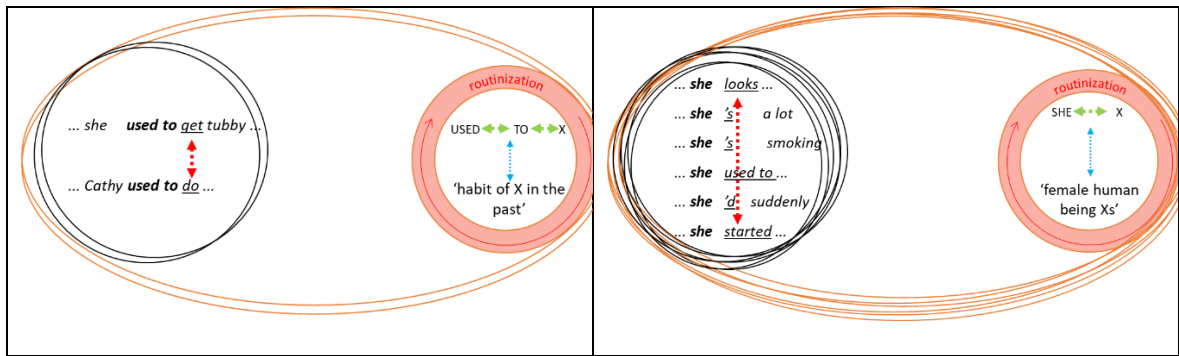 ... she used to get tubby ...
... Cathy used to do ...
routinization
USED TO X
‘habit of X in the
past’
... she looks ...
... she ’s a lot
... she ’s smoking
... she used to ...
... she ’d suddenly
... she started ...
routinization
SHE X
‘female human
being Xs’